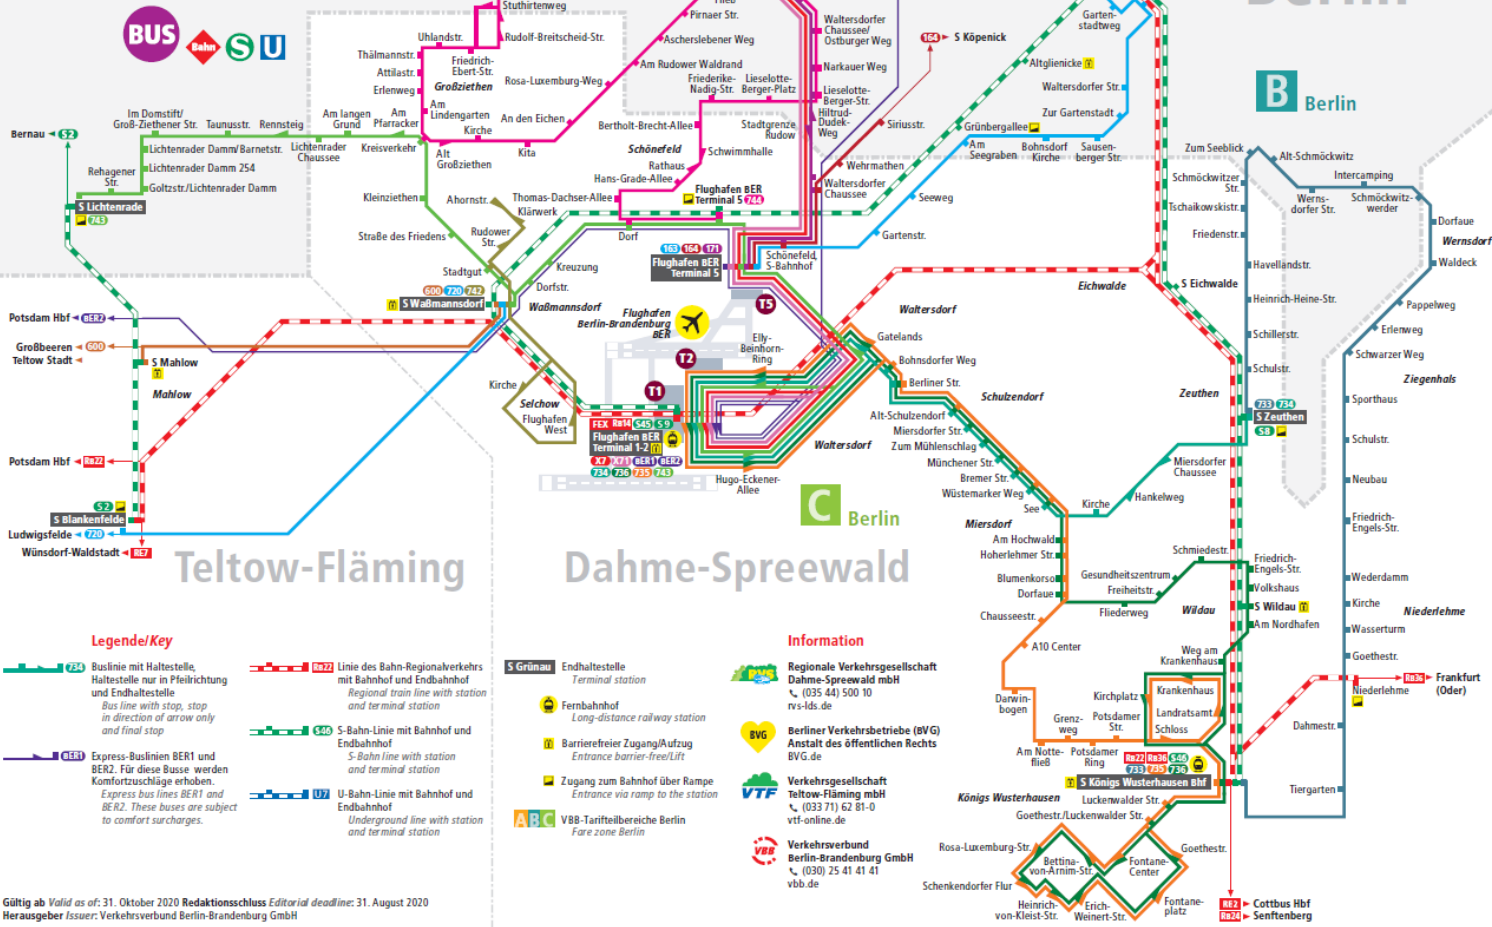 BUS
Bahn
S
U
Berlin
Stuthirtenweg
Uhlandstr.
Rudolf-Breitscheid-Str.
Thälmannstr.
Friedrich-
Ebert-Str.
Attilastr.
Großziethen
Erlenweg
Am
Lindengarten
Rosa-Luxemburg-Weg
An den Eichen
Kirche
Alt
Großziethen
Kita
Pirnaer Str.
Ascherslebener Weg
Am Rudower Waldrand
Friederike-
Nadig-Str.
Lieselotte-
Berger-Platz
Waltersdorfer
Chaussee/
Ostburger Weg
Narkauer Weg
Lieselotte-
Berger-Str.
Hiltrud-
Dudek-
Weg
Bertholt-Brecht-Allee
Stadtgrenze
Rudow
Schönefeld
Schwimmhalle
Rathaus
Hans-Grade-Allee
Thomas-Dachser-Allee
Flughafen BER
Terminal 5 744
Dorf
164 S Köpenick
Siriusstr.
Wehrmathen
Waltersdorfer
Chaussee
Garten-
stadtweg
Altglienicke
Waltersdorfer Str.
Zur Gartenstadt
Grünbergallee
Am
Seegraben
Bohnsdorf
Kirche
Sausen-
berger Str.
Seeweg
Gartenstr.
Schönefeld,
S-Bahnhof
163 164 171
Flughafen BER
Terminal 5
B Berlin
Zum Seeblick
Alt-Schmöckwitz
Intercamping
Schmöckwitzer
Str.
Werns-
dorfer Str.
Schmöckwitz-
werder
Tschaikowskistr.
Dorfaue
Friedenstr.
Wernsdorf
Havellandstr.
Waldeck
Heinrich-Heine-Str.
Pappelweg
Schillerstr.
Erlenweg
Schwarzer Weg
Schulstr.
Ziegenhals
733 734
S Zeuthen
S8
Sporthaus
Schulstr.
Neubau
Friedrich-
Engels-Str.
Wederdamm
Kirche
Niederlehme
Wasserturm
Goethestr.
Niederlehme
RB36 Frankfurt
(Oder)
Dahmestr.
Tiergarten
Bernau S2
Im Domstift/
Groß-Ziethener Str.
Taunusstr.
Rennsteig
Am langen
Grund
Am
Pfarracker
Lichtenrader Damm/Barnetstr.
Lichtenrader
Chaussee
Kreisverkehr
Rehagener
Str.
Lichtenrader Damm 254
Goltzstr./Lichtenrader Damm
S Lichtenrade
743
Kleinziethen
Straße des Friedens
Ahornstr.
Klärwerk
Rudower
Str.
Stadtgut
Kreuzung
Dorfstr.
600 720 742
S Waßmannsdorf
Waßmannsdorf
Potsdam Hbf BER2
Großbeeren 600
Teltow Stadt
S Mahlow
Mahlow
Potsdam Hbf RB22
S2
S Blankenfelde
Ludwigsfelde 720
Wünsdorf-Waldstadt RE7
Flughafen
Berlin-Brandenburg
BER
T5
T2
T1
Elly-
Beinhorn-
Ring
Kirche
Selchow
Flughafen
West
FEX RB14 S45 S9
Flughafen BER
Terminal 1-2
X7 X71 BER1 BER2
734 736 735 743
Hugo-Eckener-
Allee
Waltersdorf
Gatelands
Bohnsdorfer Weg
Berliner Str.
Waltersdorf
Eichwalde
S Eichwalde
Zeuthen
Schulzendorf
Alt-Schulzendorf
Miersdorfer Str.
Zum Mühlenschlag
Münchener Str.
Bremer Str.
Wüstemarker Weg
See
Miersdorf
Kirche
Hankelweg
Miersdorfer
Chaussee
Am Hochwald
Hoherlehmer Str.
Blumenkorso
Dorfaue
Chausseestr.
A10 Center
Darwin-
bogen
Schmiedestr.
Gesundheitszentrum
Freiheitstr.
Fliederweg
Wildau
Friedrich-
Engels-Str.
Volkshaus
S Wildau
Am Nordhafen
Weg am
Krankenhaus
Krankenhaus
Kirchplatz
Landratsamt
Schloss
Grenz-
weg
Potsdamer
Str.
Am Notte-
fließ
Potsdamer
Ring
RB22 RB36 S46
733 735 736
S Königs Wusterhausen Bhf
Königs Wusterhausen
Luckenwalder Str.
Goethestr./Luckenwalder Str.
Rosa-Luxemburg-Str.
Goethestr.
Bettina-
von-Arnim-Str.
Fontane-
Center
Schenkendorfer Flur
Heinrich-
von-Kleist-Str.
Erich-
Weinert-Str.
Fontane-
platz
RE2 Cottbus Hbf
RB24 Senftenberg
C Berlin
Teltow-Fläming
Dahme-Spreewald
Legende/Key
734 Buslinie mit Haltestelle,
Haltestelle nur in Pfeilrichtung
und Endhaltestelle
Bus line with stop, stop
in direction of arrow only
and final stop
BER1 Express-Buslinien BER1 und
BER2. Für diese Busse werden
Komfortzuschläge erhoben.
Express bus lines BER1 and
BER2. These buses are subject
to comfort surcharges.
RB22 Linie des Bahn-Regionalverkehrs
mit Bahnhof und Endbahnhof
Regional train line with station
and terminal station
S46 S-Bahn-Linie mit Bahnhof und
Endbahnhof
S-Bahn line with station
and terminal station
U7 U-Bahn-Linie mit Bahnhof und
Endbahnhof
Underground line with station
and terminal station
S Grünau Endhaltestelle
Terminal station
Fernbahnhof
Long-distance railway station
Barrierefreier Zugang/Aufzug
Entrance barrier-free/Lift
Zugang zum Bahnhof über Rampe
Entrance via ramp to the station
ABC VBB-Tarifteilbereiche Berlin
Fare zone Berlin
Information
RVS
Regionale Verkehrsgesellschaft
Dahme-Spreewald mbH
(035 44) 500 10
rvs-lds.de
BVG
Berliner Verkehrsbetriebe (BVG)
Anstalt des öffentlichen Rechts
BVG.de
VTF
Verkehrsgesellschaft
Teltow-Fläming mbH
(033 71) 62 81-0
vtf-online.de
VBB
Verkehrsverbund
Berlin-Brandenburg GmbH
(030) 25 41 41 41
vbb.de
Gültig ab Valid as of: 31. Oktober 2020 Redaktionsschluss Editorial deadline: 31. August 2020
Herausgeber Issuer: Verkehrsverbund Berlin-Brandenburg GmbH